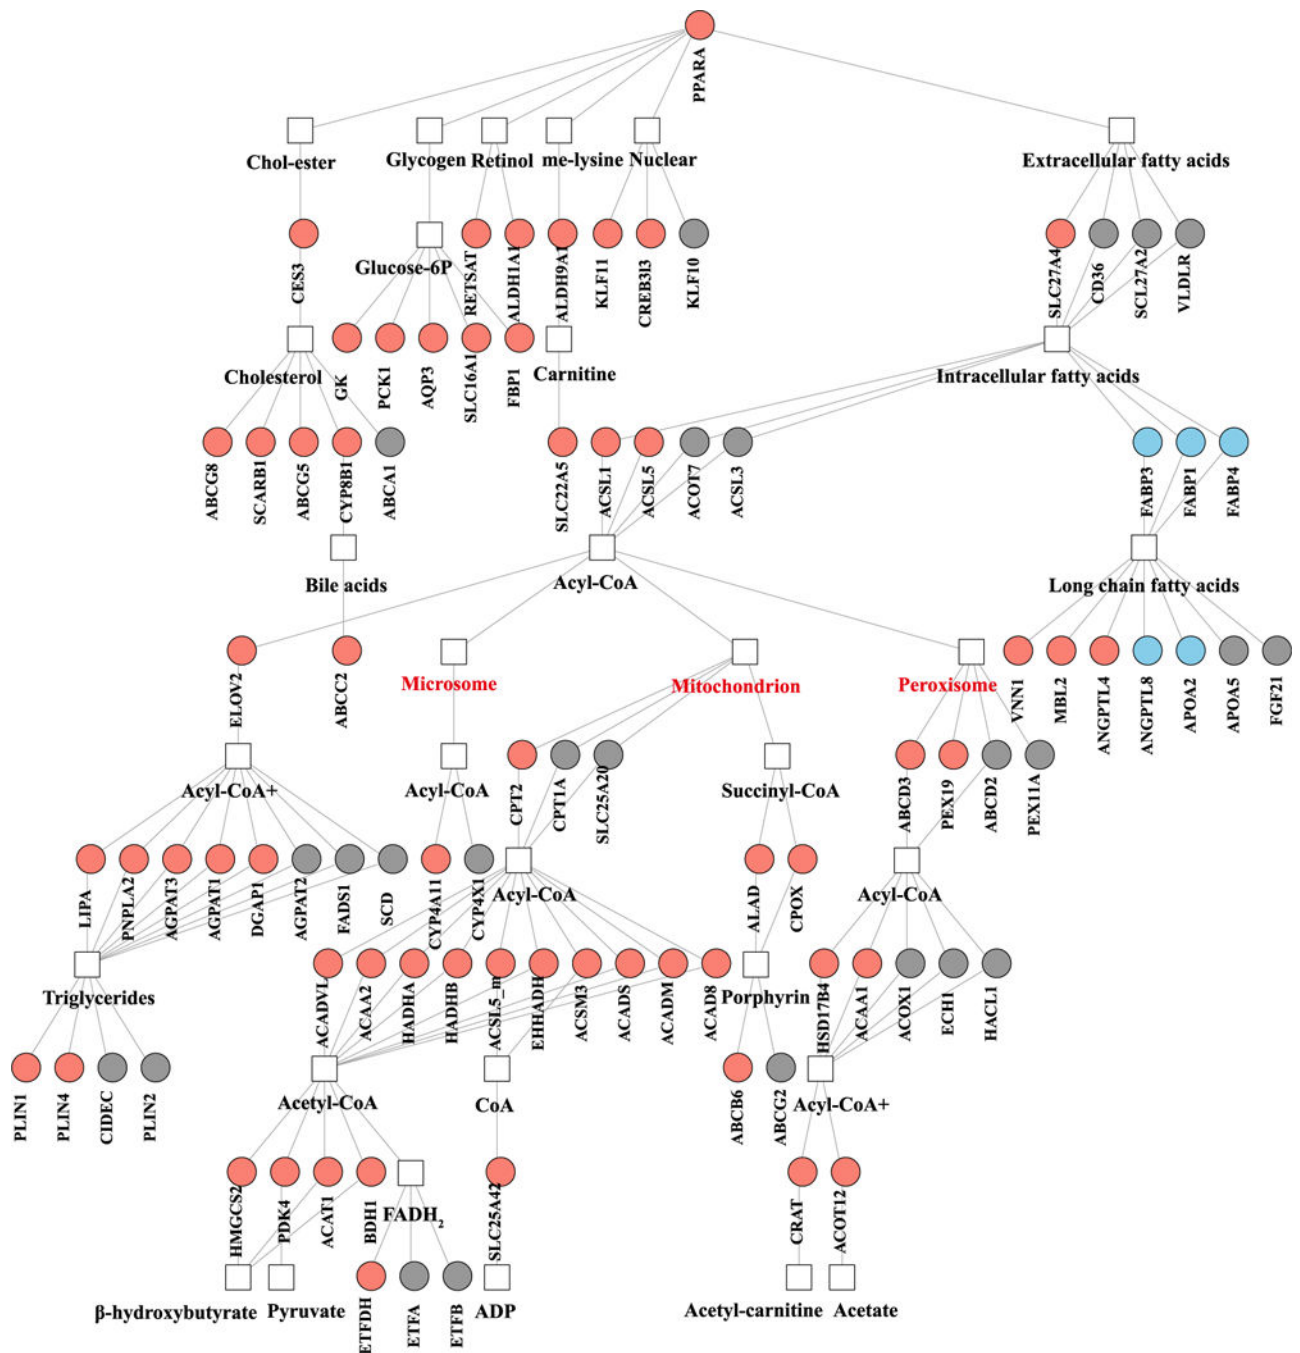 PPARA
Chol-ester
Glycogen
Retinol
me-lysine
Nuclear
Extracellular fatty acids
CES3
Glucose-6P
RETSAT
ALDH1A1
ALDH9A1
KLF11
CREB3l3
KLF10
SLC27A4
CD36
SCL27A2
VLDLR
Cholesterol
GK
PCK1
AQP3
SLC16A1
FBP1
Carnitine
Intracellular fatty acids
ABCG8
SCARB1
ABCG5
CYP8B1
ABCA1
SLC22A5
ACSL1
ACSL5
ACOT7
ACSL3
FABP3
FABP1
FABP4
Bile acids
Acyl-CoA
Long chain fatty acids
ELOV2
ABCC2
Microsome
Mitochondrion
Peroxisome
VNN1
MBL2
ANGPTL4
ANGPTL8
APOA2
APOA5
FGF21
Acyl-CoA+
Acyl-CoA
CPT2
CPT1A
SLC25A20
Succinyl-CoA
ABCD3
PEX19
ABCD2
PEX11A
LIPA
PNPLA2
AGPAT3
AGPAT1
DGAP1
AGPAT2
FADS1
SCD
CYP4A11
CYP4X1
Acyl-CoA
ALAD
CPOX
Acyl-CoA
Triglycerides
ACADVL
ACAA2
HADHA
HADHB
ACSL5_m
EHHADH
ACSM3
ACADS
ACADM
ACAD8
Porphyrin
HSD17B4
ACAA1
ACOX1
ECH1
HACL1
PLIN1
PLIN4
CIDEC
PLIN2
Acetyl-CoA
CoA
ABCB6
ABCG2
Acyl-CoA+
HMGCS2
PDK4
ACAT1
BDH1
FADH₂
SLC25A42
CRAT
ACOT12
β-hydroxybutyrate
Pyruvate
ETFDH
ETFA
ETFB
ADP
Acetyl-carnitine
Acetate